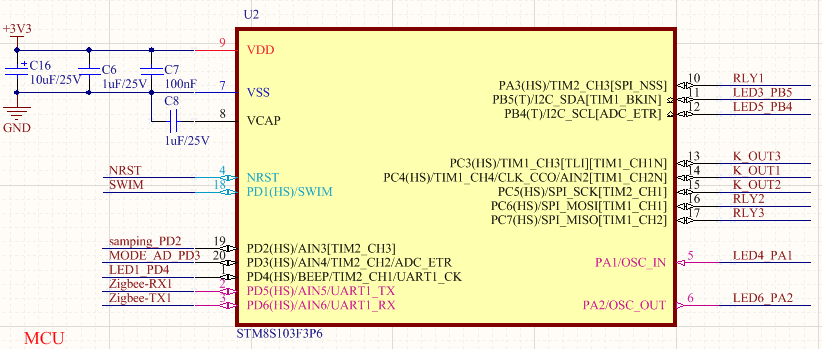 U2
+3V3
9
VDD
C16
10uF/25V
C6
1uF/25V
C7
100nF
7
VSS
C8
8
VCAP
1uF/25V
GND
PA3(HS)/TIM2_CH3[SPI_NSS]
10
RLY1
PB5(T)/I2C_SDA[TIM1_BKIN]
11
LED3_PB5
PB4(T)/I2C_SCL[ADC_ETR]
12
LED5_PB4
PC3(HS)/TIM1_CH3[TLI][TIM1_CH1N]
13
K_OUT3
PC4(HS)/TIM1_CH4/CLK_CCO/AIN2[TIM1_CH2N]
14
K_OUT1
PC5(HS)/SPI_SCK[TIM2_CH1]
15
K_OUT2
PC6(HS)/SPI_MOSI[TIM1_CH1]
16
RLY2
PC7(HS)/SPI_MISO[TIM1_CH2]
17
RLY3
NRST
4
NRST
SWIM
18
PD1(HS)/SWIM
samping_PD2
19
PD2(HS)/AIN3[TIM2_CH3]
MODE_AD_PD3
20
PD3(HS)/AIN4/TIM2_CH2/ADC_ETR
LED1_PD4
1
PD4(HS)/BEEP/TIM2_CH1/UART1_CK
Zigbee-RX1
2
PD5(HS)/AIN5/UART1_TX
Zigbee-TX1
3
PD6(HS)/AIN6/UART1_RX
PA1/OSC_IN
5
LED4_PA1
PA2/OSC_OUT
6
LED6_PA2
STM8S103F3P6
MCU